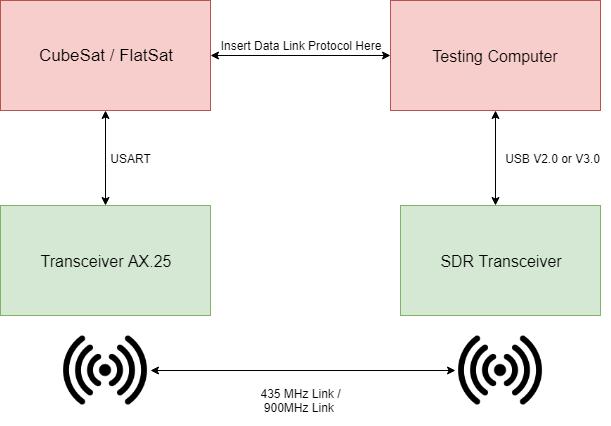 CubeSat / FlatSat
Insert Data Link Protocol Here
Testing Computer
USART
USB V2.0 or V3.0
Transceiver AX.25
SDR Transceiver
435 MHz Link /
900MHz Link